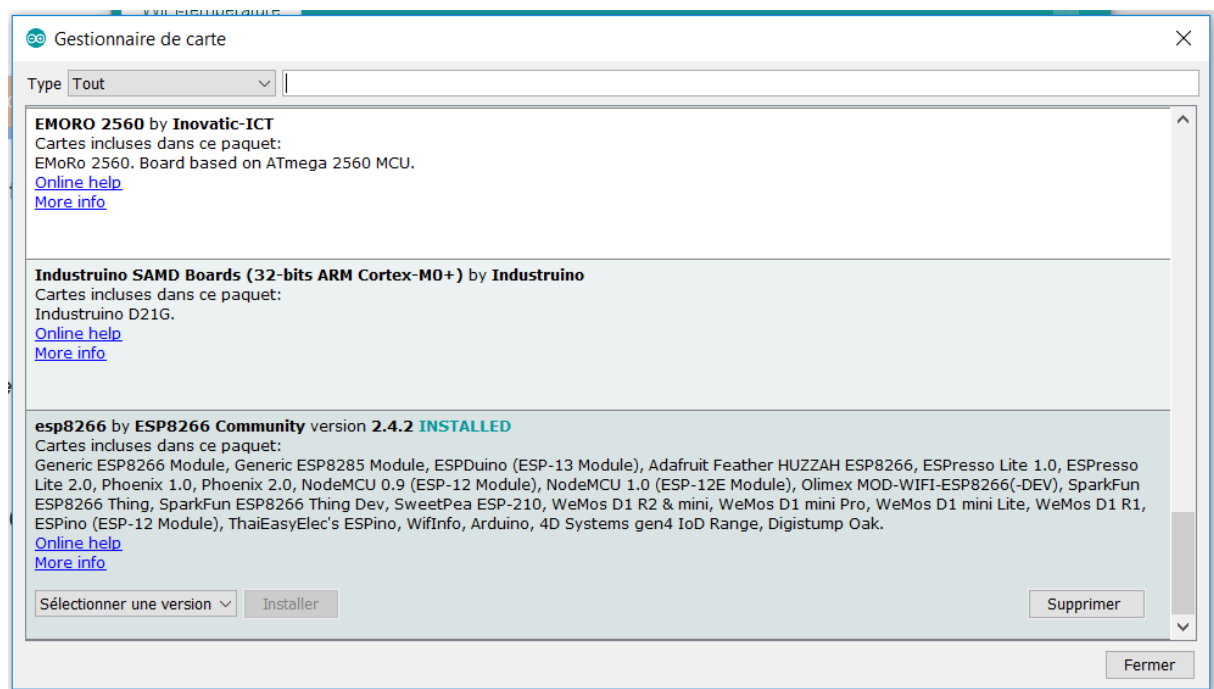 WiFi-Temperature
Gestionnaire de carte
Type Tout
EMORO 2560 by Inovatic-ICT
Cartes incluses dans ce paquet:
EMoRo 2560. Board based on ATmega 2560 MCU.
Online help
More info
Industruino SAMD Boards (32-bits ARM Cortex-M0+) by Industruino
Cartes incluses dans ce paquet:
Industruino D21G.
Online help
More info
esp8266 by ESP8266 Community version 2.4.2 INSTALLED
Cartes incluses dans ce paquet:
Generic ESP8266 Module, Generic ESP8285 Module, ESPDuino (ESP-13 Module), Adafruit Feather HUZZAH ESP8266, ESPresso
Lite 1.0, ESPresso Lite 2.0, Phoenix 1.0, Phoenix 2.0, NodeMCU 0.9 (ESP-12 Module), NodeMCU 1.0 (ESP-12E Module), Olimex MOD-WIFI-ESP8266(-DEV), SparkFun
ESP8266 Thing, SparkFun ESP8266 Thing Dev, SweetPea ESP-210, WeMos D1 R2 & mini, WeMos D1 mini Pro, WeMos D1 mini Lite, WeMos D1 R1,
ESPino (ESP-12 Module), ThaiEasyElec's ESPino, WifInfo, Arduino, 4D Systems gen4 IoD Range, Digistump Oak.
Online help
More info
Sélectionner une version Installer Supprimer
Fermer